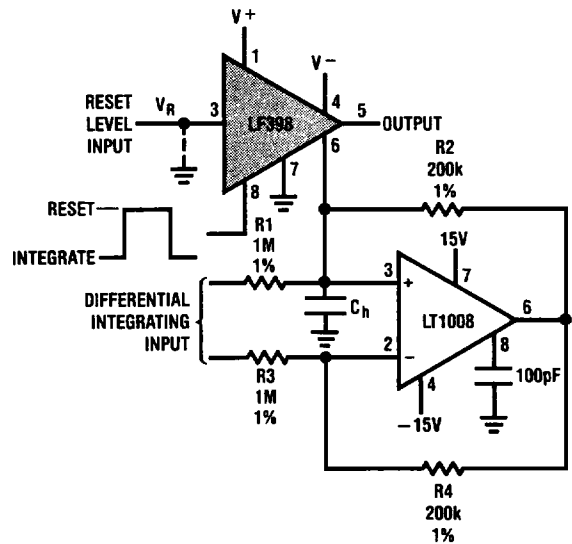 V+
1
V−
RESET
LEVEL
INPUT
VR
3
LF398
4
5
OUTPUT
6
7
8
R2
200k
1%
RESET
INTEGRATE
R1
1M
1%
15V
DIFFERENTIAL
INTEGRATING
INPUT
Ch
3
+
7
LT1008
6
2
−
8
100pF
4
−15V
R3
1M
1%
R4
200k
1%